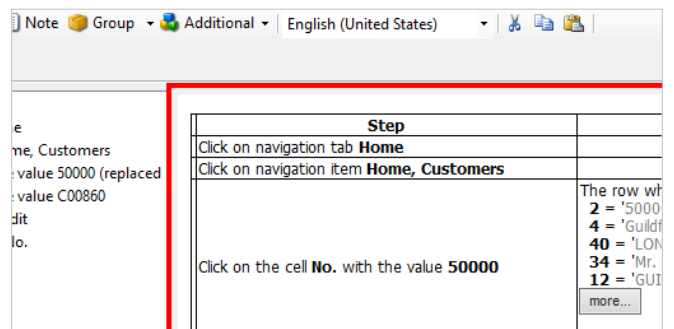 Note Group Additional English (United States)
me, Customers
value 50000 (replaced
value C00860
dit
lo.
Step
Click on navigation tab Home
Click on navigation item Home, Customers
Click on the cell No. with the value 50000
The row wh
2 = '5000
4 = 'Guildf
40 = 'LON
34 = 'Mr.
12 = 'GUI
more...